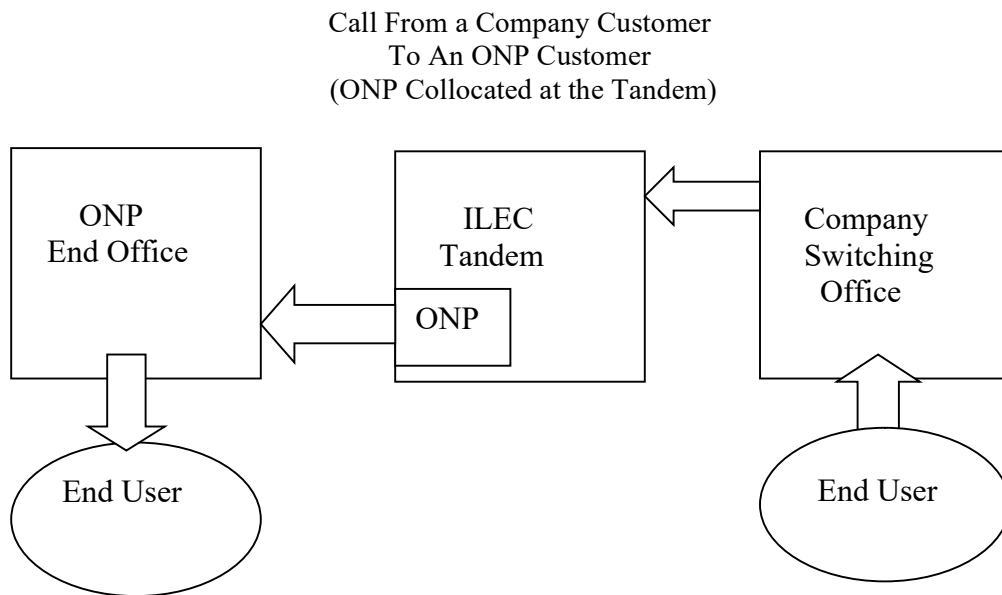 Call From a Company Customer
To An ONP Customer
(ONP Collocated at the Tandem)
ONP
End Office
ILEC
Tandem
ONP
Company
Switching
Office
End User
End User